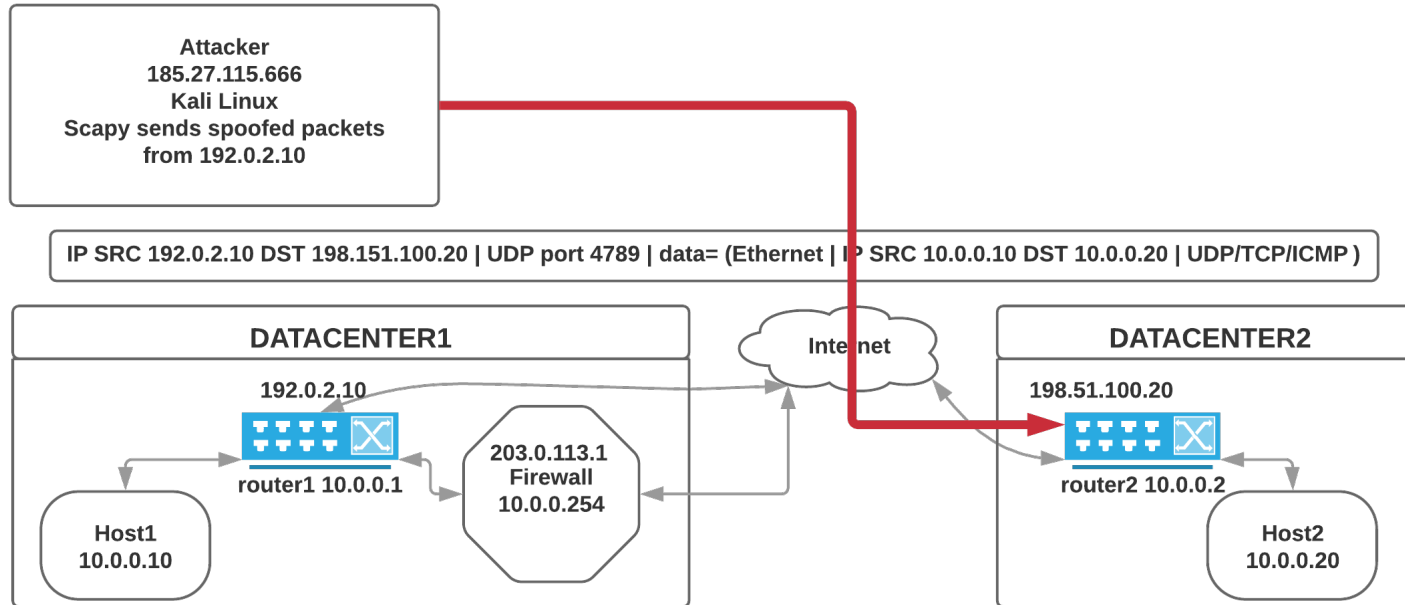 Attacker
185.27.115.666
Kali Linux
Scapy sends spoofed packets
from 192.0.2.10
IP SRC 192.0.2.10 DST 198.151.100.20 | UDP port 4789 | data= (Ethernet | IP SRC 10.0.0.10 DST 10.0.0.20 | UDP/TCP/ICMP )
DATACENTER1
Internet
DATACENTER2
192.0.2.10
198.51.100.20
203.0.113.1
Firewall
10.0.0.254
router1 10.0.0.1
router2 10.0.0.2
Host1
10.0.0.10
Host2
10.0.0.20